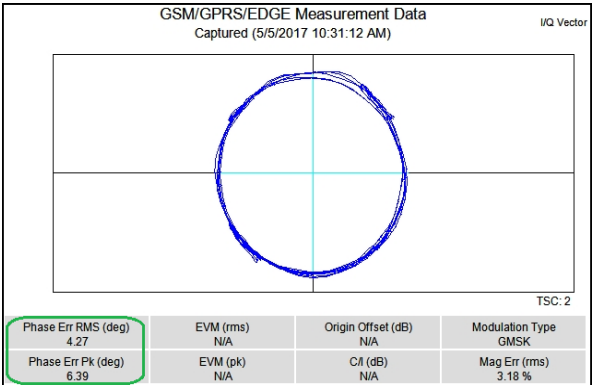 GSM/GPRS/EDGE Measurement Data
Captured (5/5/2017 10:31:12 AM)
I/Q Vector
TSC: 2
Phase Err RMS (deg)
4.27
EVM (rms)
N/A
Origin Offset (dB)
N/A
Modulation Type
GMSK
Phase Err Pk (deg)
6.39
EVM (pk)
N/A
C/I (dB)
N/A
Mag Err (rms)
3.18 %